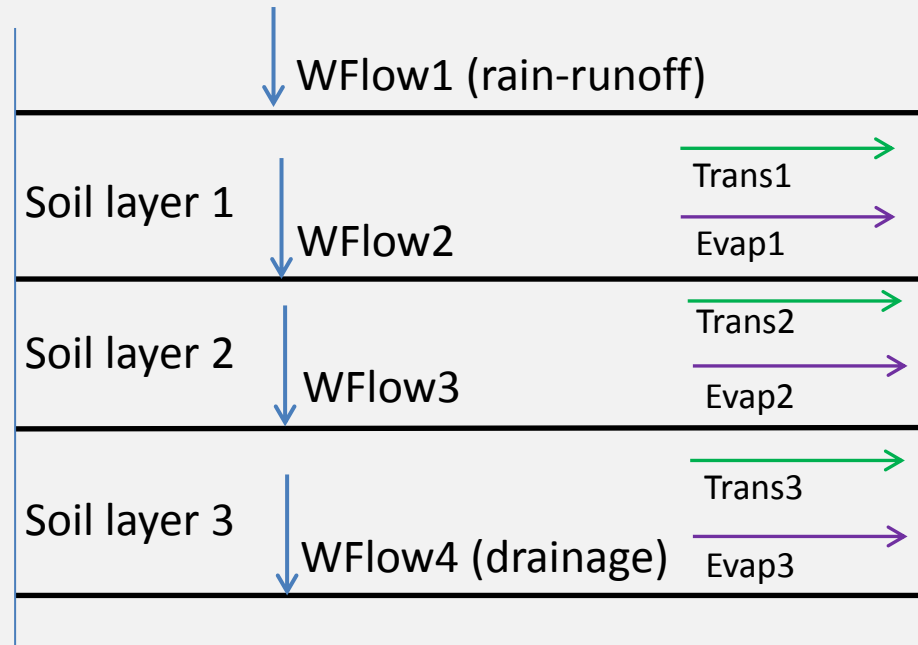 WFlow1 (rain-runoff)
Soil layer 1
Trans1
WFlow2
Evap1
Soil layer 2
Trans2
WFlow3
Evap2
Soil layer 3
Trans3
WFlow4 (drainage)
Evap3